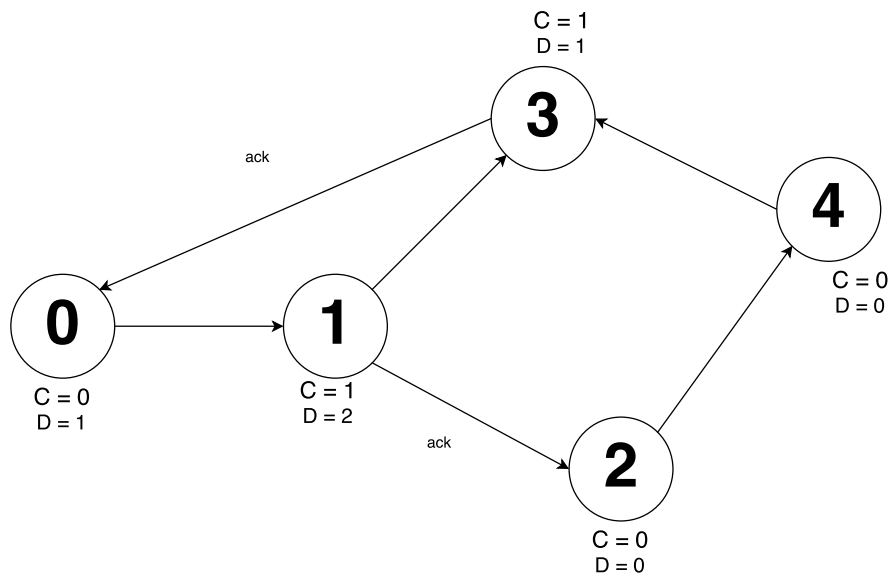 C = 1
D = 1
3
ack
4
C = 0
D = 0
0
C = 0
D = 1
1
C = 1
D = 2
ack
2
C = 0
D = 0